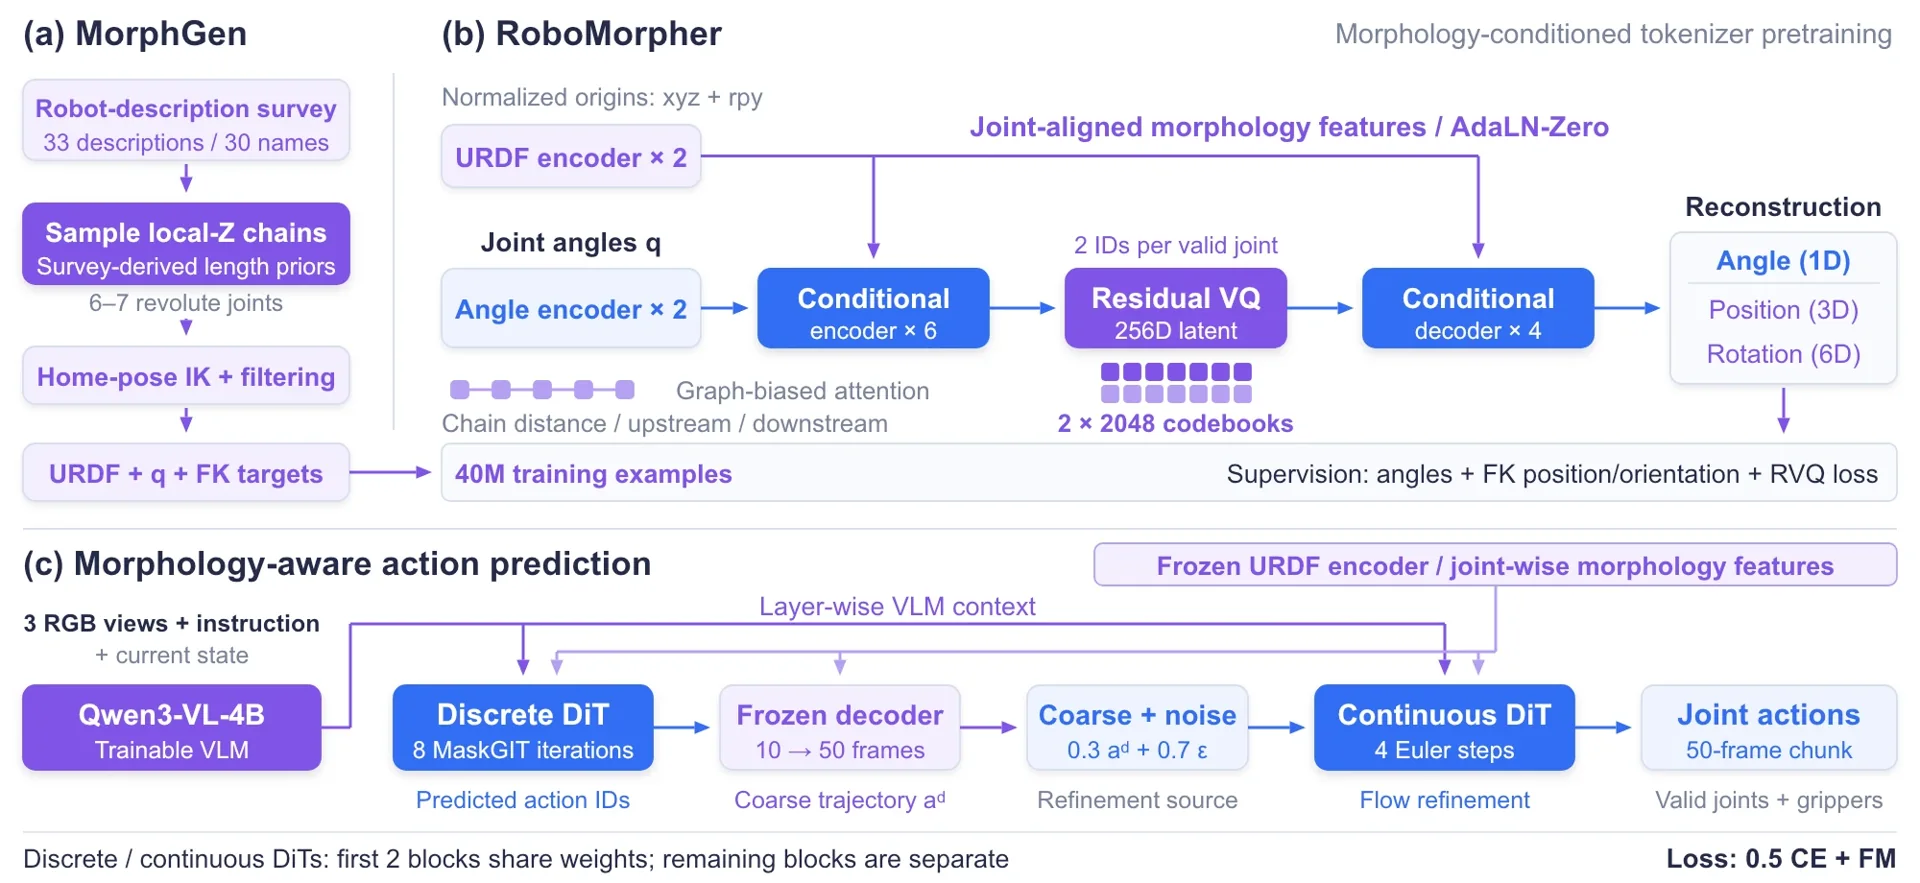 (a) MorphGen
Robot-description survey
33 descriptions / 30 names
Sample local-Z chains
Survey-derived length priors
6–7 revolute joints
Home-pose IK + filtering
URDF + q + FK targets
(b) RoboMorpher
Morphology-conditioned tokenizer pretraining
Normalized origins: xyz + rpy
URDF encoder × 2
Joint-aligned morphology features / AdaLN-Zero
Joint angles q
Angle encoder × 2
Conditional
encoder × 6
2 IDs per valid joint
Residual VQ
256D latent
2 × 2048 codebooks
Conditional
decoder × 4
Reconstruction
Angle (1D)
Position (3D)
Rotation (6D)
Graph-biased attention
Chain distance / upstream / downstream
40M training examples
Supervision: angles + FK position/orientation + RVQ loss
(c) Morphology-aware action prediction
Frozen URDF encoder / joint-wise morphology features
Layer-wise VLM context
3 RGB views + instruction
+ current state
Qwen3-VL-4B
Trainable VLM
Discrete DiT
8 MaskGIT iterations
Predicted action IDs
Frozen decoder
10 → 50 frames
Coarse trajectory aᵈ
Coarse + noise
0.3 aᵈ + 0.7 ε
Refinement source
Continuous DiT
4 Euler steps
Flow refinement
Joint actions
50-frame chunk
Valid joints + grippers
Discrete / continuous DiTs: first 2 blocks share weights; remaining blocks are separate
Loss: 0.5 CE + FM